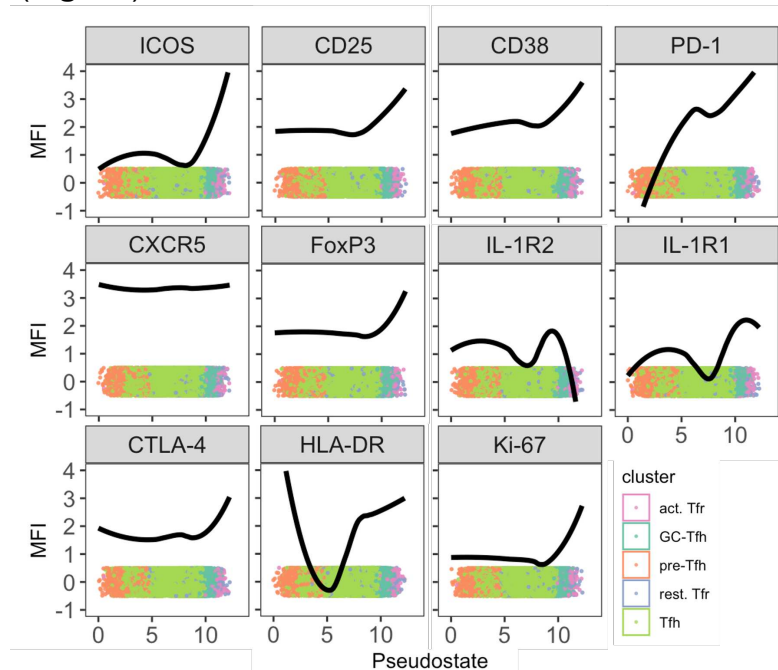 ICOS CD25 CD38 PD-1
4
3
2
1
0
-1
MFI
CXCR5 FoxP3 IL-1R2 IL-1R1
4
3
2
1
0
-1
MFI
0 5 10
CTLA-4 HLA-DR Ki-67
4
3
2
1
0
-1
MFI
0 5 10 0 5 10 0 5 10
Pseudostate
cluster
act. Tfr
GC-Tfh
pre-Tfh
rest. Tfr
Tfh